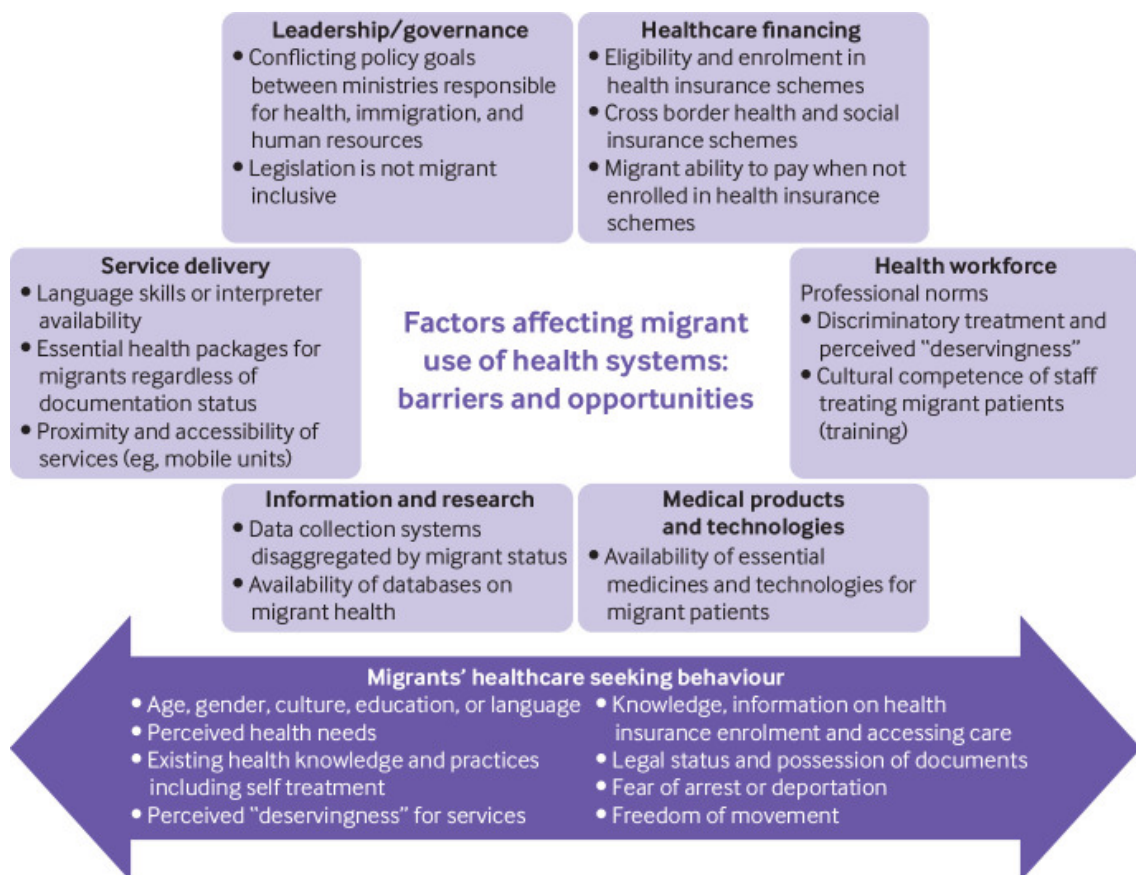 Leadership/governance
• Conflicting policy goals
between ministries responsible
for health, immigration, and
human resources
• Legislation is not migrant
inclusive
Healthcare financing
• Eligibility and enrolment in
health insurance schemes
• Cross border health and social
insurance schemes
• Migrant ability to pay when not
enrolled in health insurance
schemes
Service delivery
• Language skills or interpreter
availability
• Essential health packages for
migrants regardless of
documentation status
• Proximity and accessibility of
services (eg, mobile units)
Factors affecting migrant
use of health systems:
barriers and opportunities
Health workforce
Professional norms
• Discriminatory treatment and
perceived “deservingness”
• Cultural competence of staff
treating migrant patients
(training)
Information and research
• Data collection systems
disaggregated by migrant status
• Availability of databases on
migrant health
Medical products
and technologies
• Availability of essential
medicines and technologies for
migrant patients
Migrants’ healthcare seeking behaviour
• Age, gender, culture, education, or language
• Perceived health needs
• Existing health knowledge and practices
including self treatment
• Perceived “deservingness” for services
• Knowledge, information on health
insurance enrolment and accessing care
• Legal status and possession of documents
• Fear of arrest or deportation
• Freedom of movement